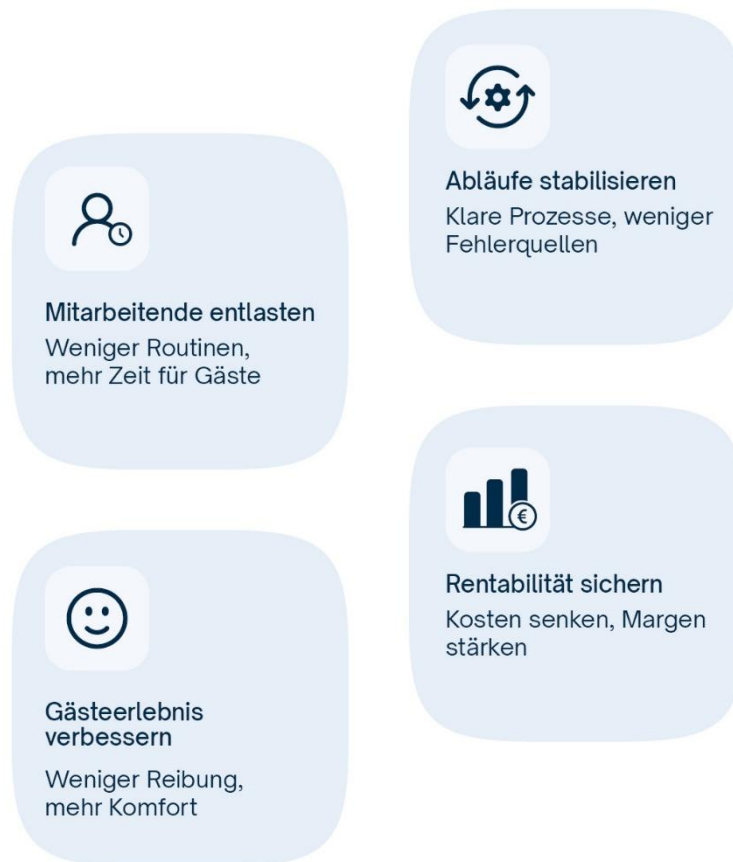 Mitarbeitende entlasten
Weniger Routinen,
mehr Zeit für Gäste
Abläufe stabilisieren
Klare Prozesse, weniger
Fehlerquellen
Gästeerlebnis
verbessern
Weniger Reibung,
mehr Komfort
€
Rentabilität sichern
Kosten senken, Margen
stärken